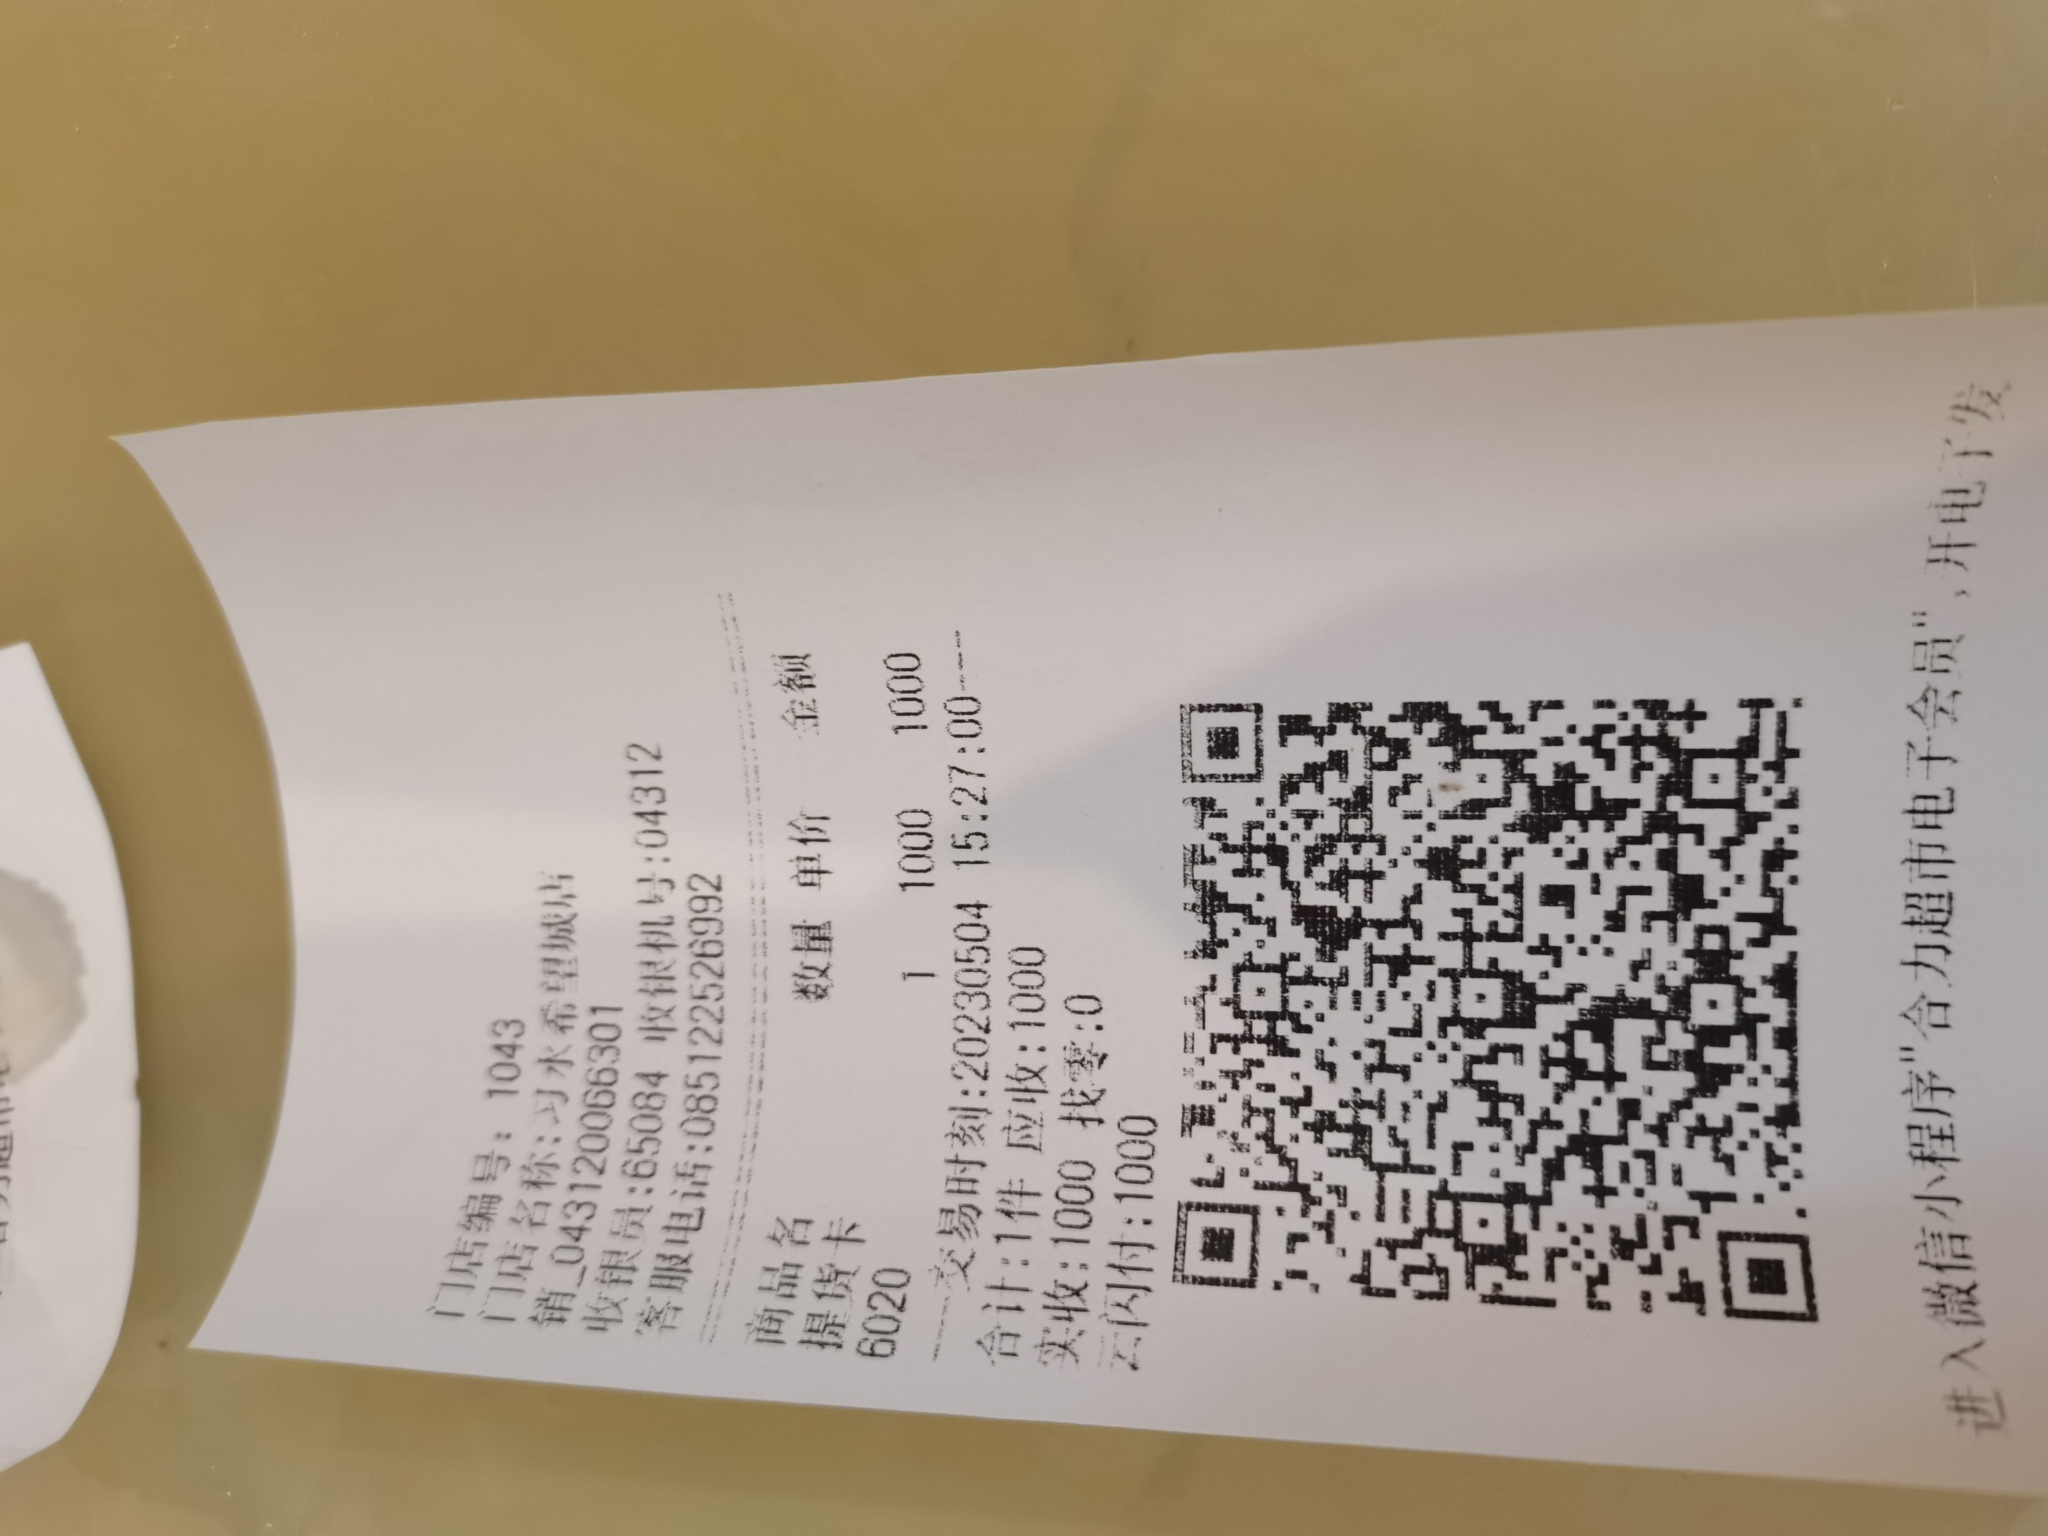 门店编号: 1043
门店名称:习水希望城店
销_043120066301
收银员:65084 收银机号:04312
客服电话:085122526992
商品名 数量 单价 金额
提货卡
6020 1 1000 1000
----交易时刻:20230504 15:27:00----
合计:1件 应收:1000
实收:1000 找零:0
云闪付:1000
进入微信小程序"合力超市电子会员",开电子发